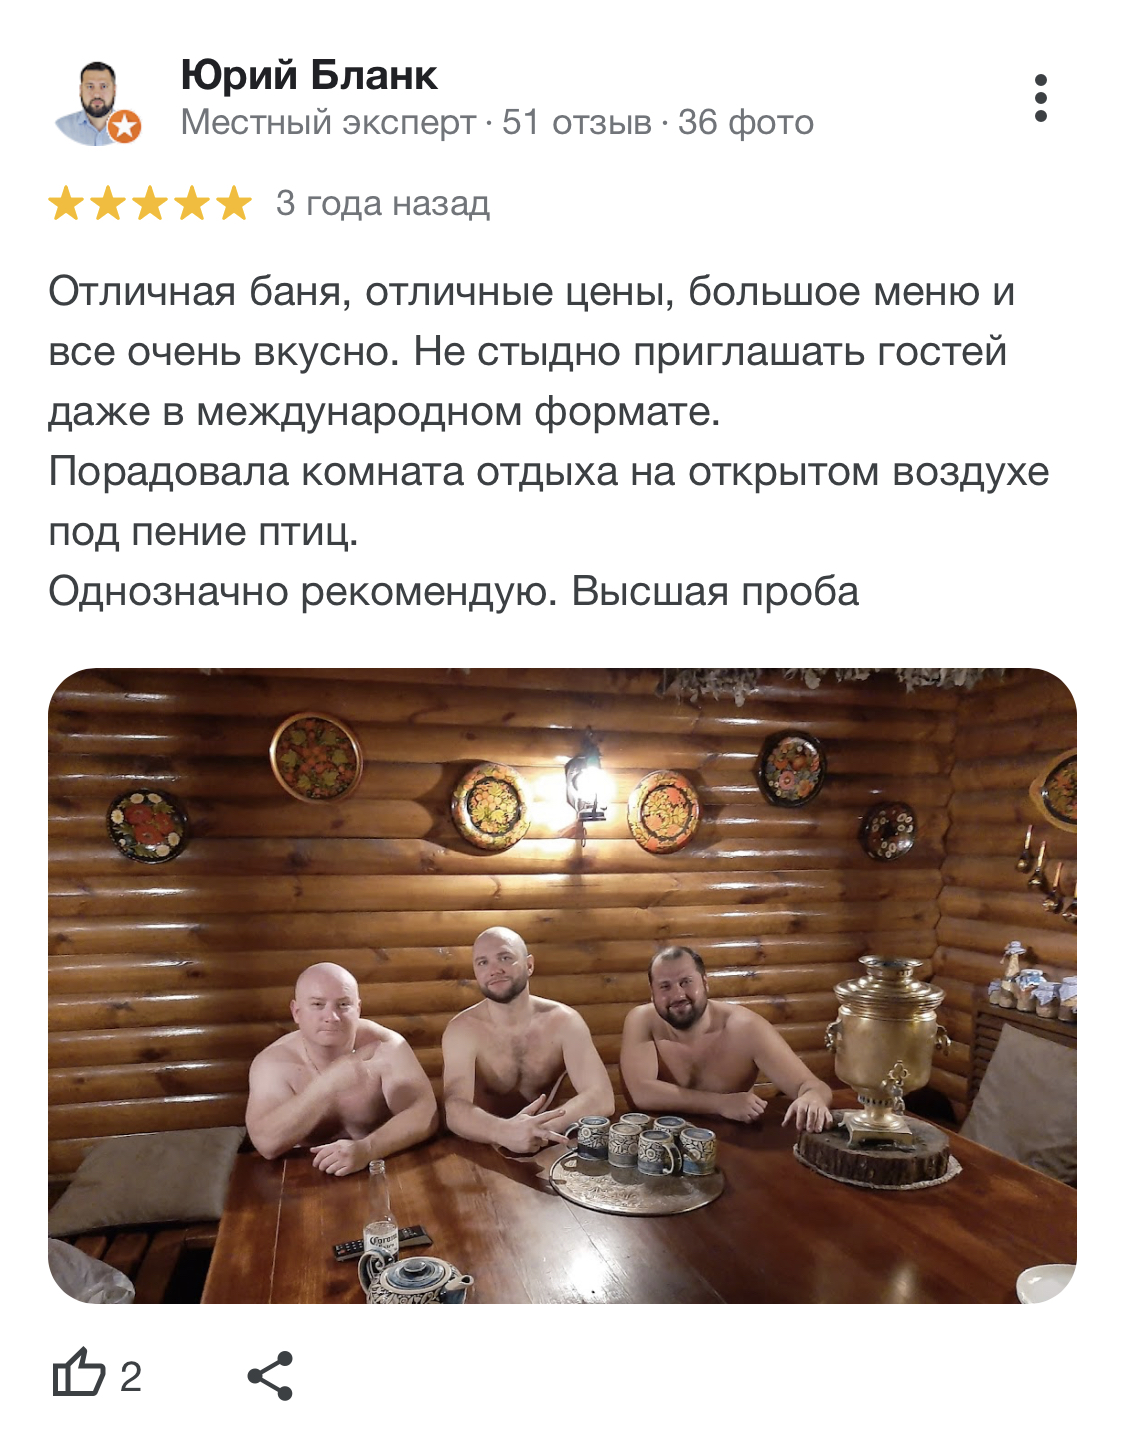 Юрий Бланк
Местный эксперт · 51 отзыв · 36 фото
3 года назад
Отличная баня, отличные цены, большое меню и
все очень вкусно. Не стыдно приглашать гостей
даже в международном формате.
Порадовала комната отдыха на открытом воздухе
под пение птиц.
Однозначно рекомендую. Высшая проба
Corona
2